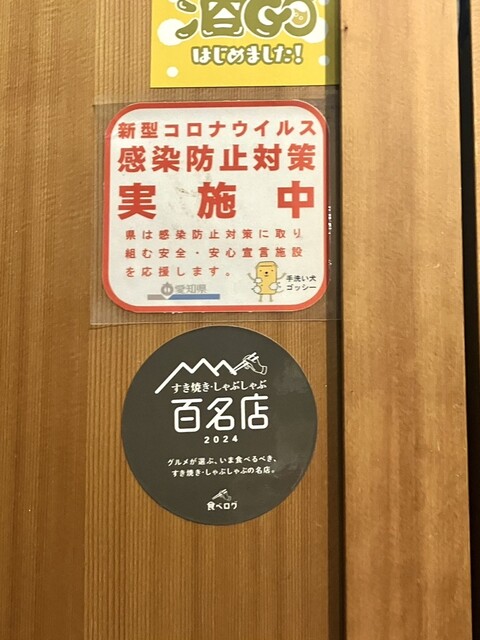 酒GO
はじめました!
新型コロナウイルス
感染防止対策
実施中
県は感染防止対策に取り
組む安全・安心宣言施設
を応援します。
愛知県
手洗い犬
ゴッシー
すき焼き・しゃぶしゃぶ
百名店
2024
グルメが選ぶ、いま食べるべき、
すき焼き・しゃぶしゃぶの名店。
食べログ